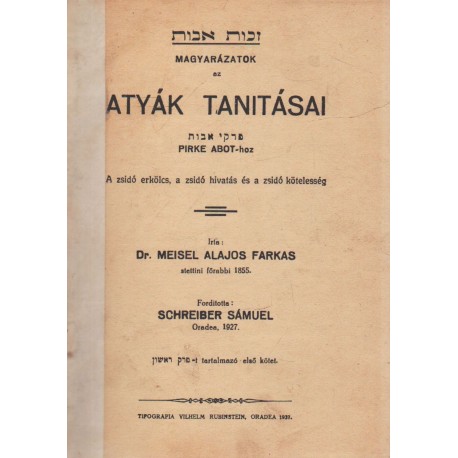 זכות אבות
MAGYARÁZATOK
az
ATYÁK TANITÁSAI
פרקי אבות
PIRKE ABOT-hoz
A zsidó erkölcs, a zsidó hivatás és a zsidó kötelesség
Irta:
Dr. MEISEL ALAJOS FARKAS
stettini főrabbi 1855.
Forditotta:
SCHREIBER SÁMUEL
Oradea, 1927.
פרק ראשון-t tartalmazó első kötet.
TIPOGRAFIA VILHELM RUBINSTEIN, ORADEA 1929.